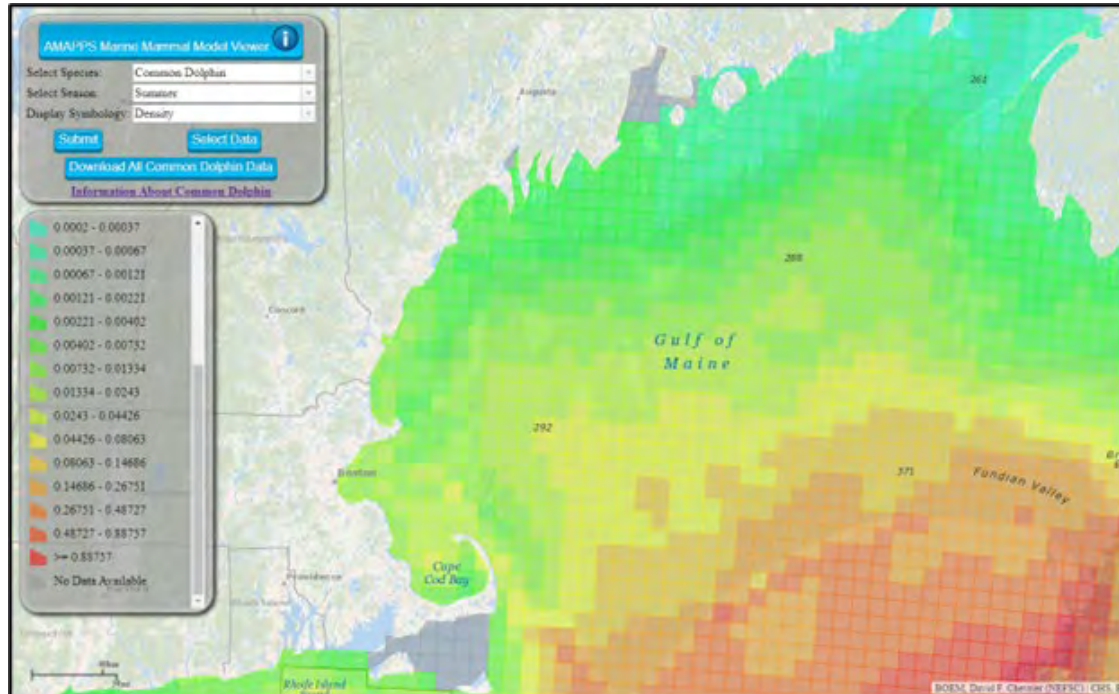 AMAPPS Marine Mammal Model Viewer i
Select Species: Common Dolphin
Select Season: Summer
Display Symbology: Density
Submit Select Data
Download All Common Dolphin Data
Information About Common Dolphin
0.0002 - 0.00037
0.00037 - 0.00067
0.00067 - 0.00121
0.00121 - 0.00221
0.00221 - 0.00402
0.00402 - 0.00732
0.00732 - 0.01334
0.01334 - 0.0243
0.0243 - 0.04426
0.04426 - 0.08063
0.08063 - 0.14686
0.14686 - 0.26751
0.26751 - 0.48727
0.48727 - 0.88757
>= 0.88757
No Data Available
Augusta
261
288
Concord
Gulf of
Maine
292
Boston
371
Fundian Valley
Cape
Cod Bay
Providence
Rhode Island
BOEM, David F.